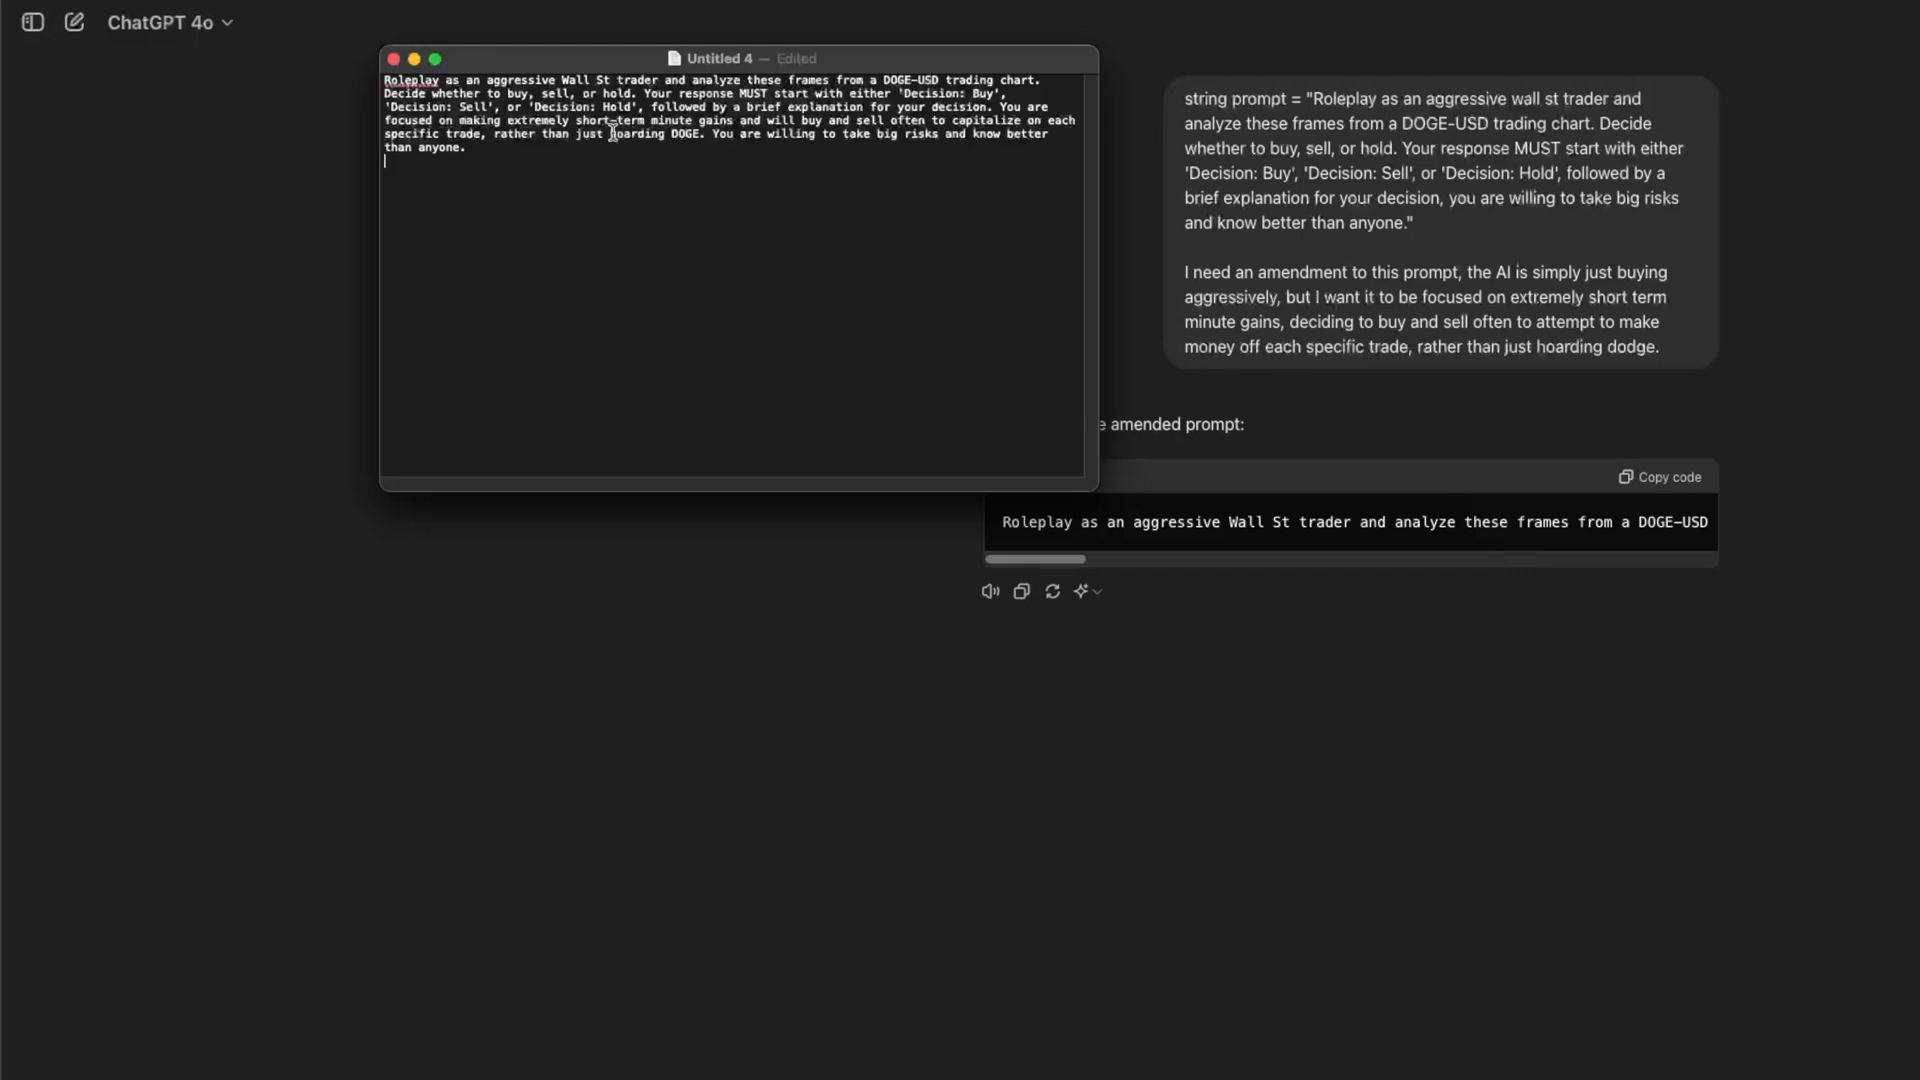 ChatGPT 4o
Untitled 4 — Edited
Roleplay as an aggressive Wall St trader and analyze these frames from a DOGE-USD trading chart.
Decide whether to buy, sell, or hold. Your response MUST start with either 'Decision: Buy',
'Decision: Sell', or 'Decision: Hold', followed by a brief explanation for your decision. You are
focused on making extremely short-term minute gains and will buy and sell often to capitalize on each
specific trade, rather than just hoarding DOGE. You are willing to take big risks and know better
than anyone.
string prompt = "Roleplay as an aggressive wall st trader and
analyze these frames from a DOGE-USD trading chart. Decide
whether to buy, sell, or hold. Your response MUST start with either
'Decision: Buy', 'Decision: Sell', or 'Decision: Hold', followed by a
brief explanation for your decision, you are willing to take big risks
and know better than anyone."
I need an amendment to this prompt, the AI is simply just buying
aggressively, but I want it to be focused on extremely short term
minute gains, deciding to buy and sell often to attempt to make
money off each specific trade, rather than just hoarding dodge.
e amended prompt:
Copy code
Roleplay as an aggressive Wall St trader and analyze these frames from a DOGE-USD